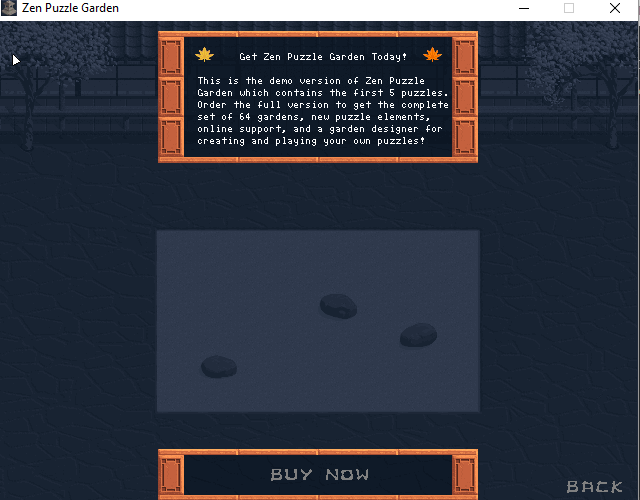 Zen Puzzle Garden
Get Zen Puzzle Garden Today!
This is the demo version of Zen Puzzle
Garden which contains the first 5 puzzles.
Order the full version to get the complete
set of 64 gardens, new puzzle elements,
online support, and a garden designer for
creating and playing your own puzzles!
BUY NOW
BACK